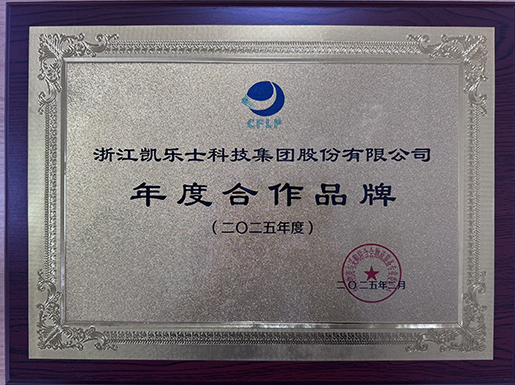 CFLP
浙江凯乐士科技集团股份有限公司
年度合作品牌
（二〇二五年度）
二〇二五年二月